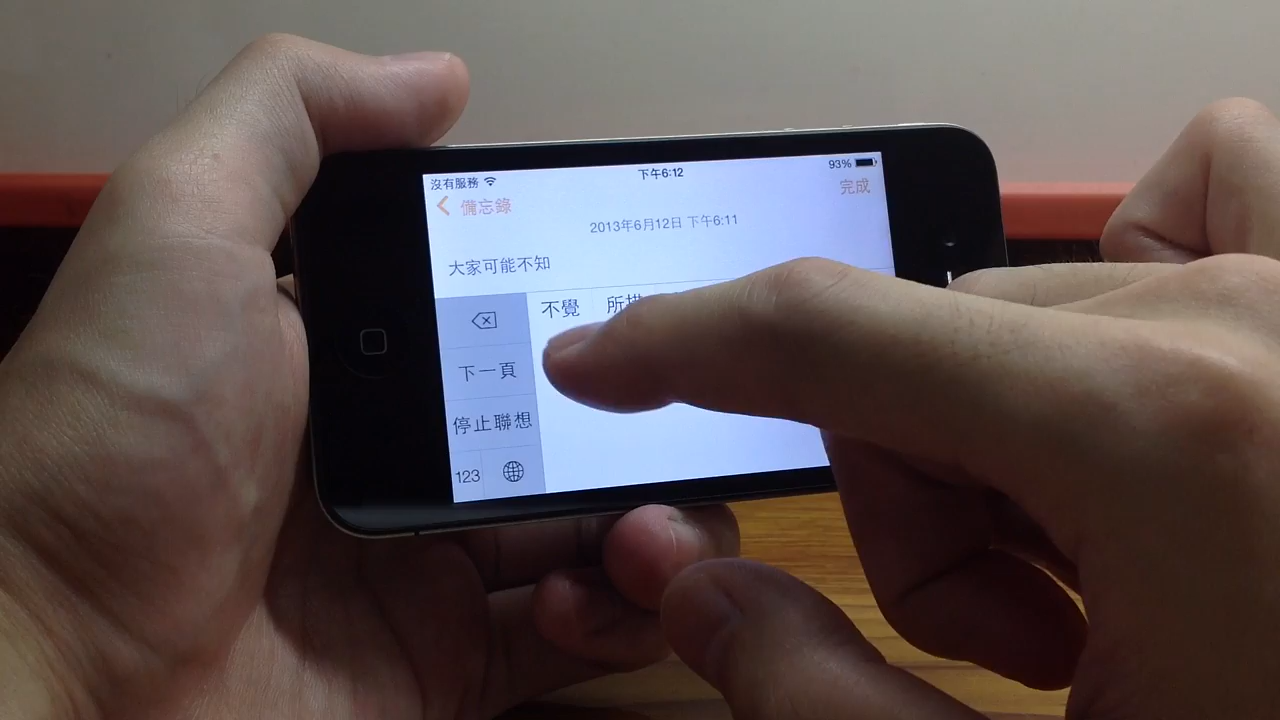 沒有服務 下午6:12 93%
備忘錄 完成
2013年6月12日 下午6:11
大家可能不知
不覺 所
下一頁
停止聯想
123